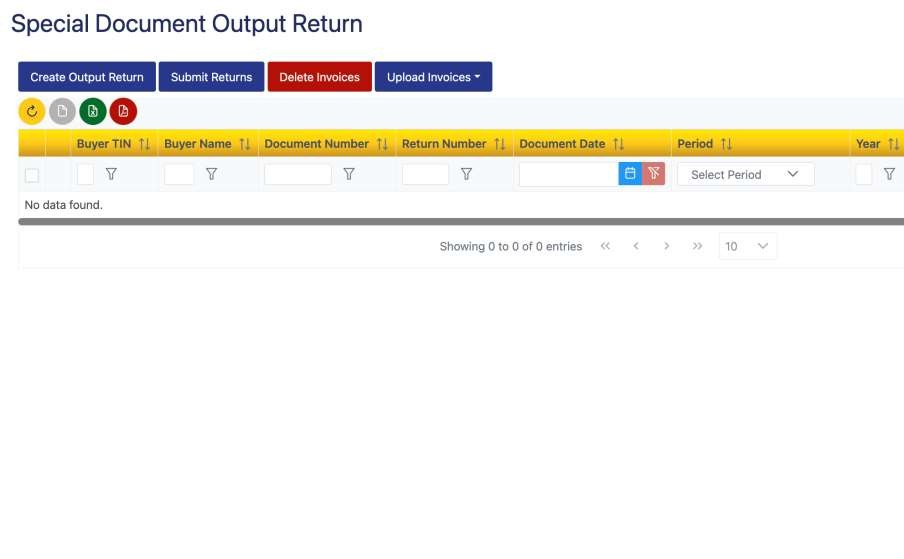 Special Document Output Return
Create Output Return Submit Returns Delete Invoices Upload Invoices
Buyer TIN Buyer Name Document Number Return Number Document Date Period Year
Select Period
No data found.
Showing 0 to 0 of 0 entries << < > >> 10